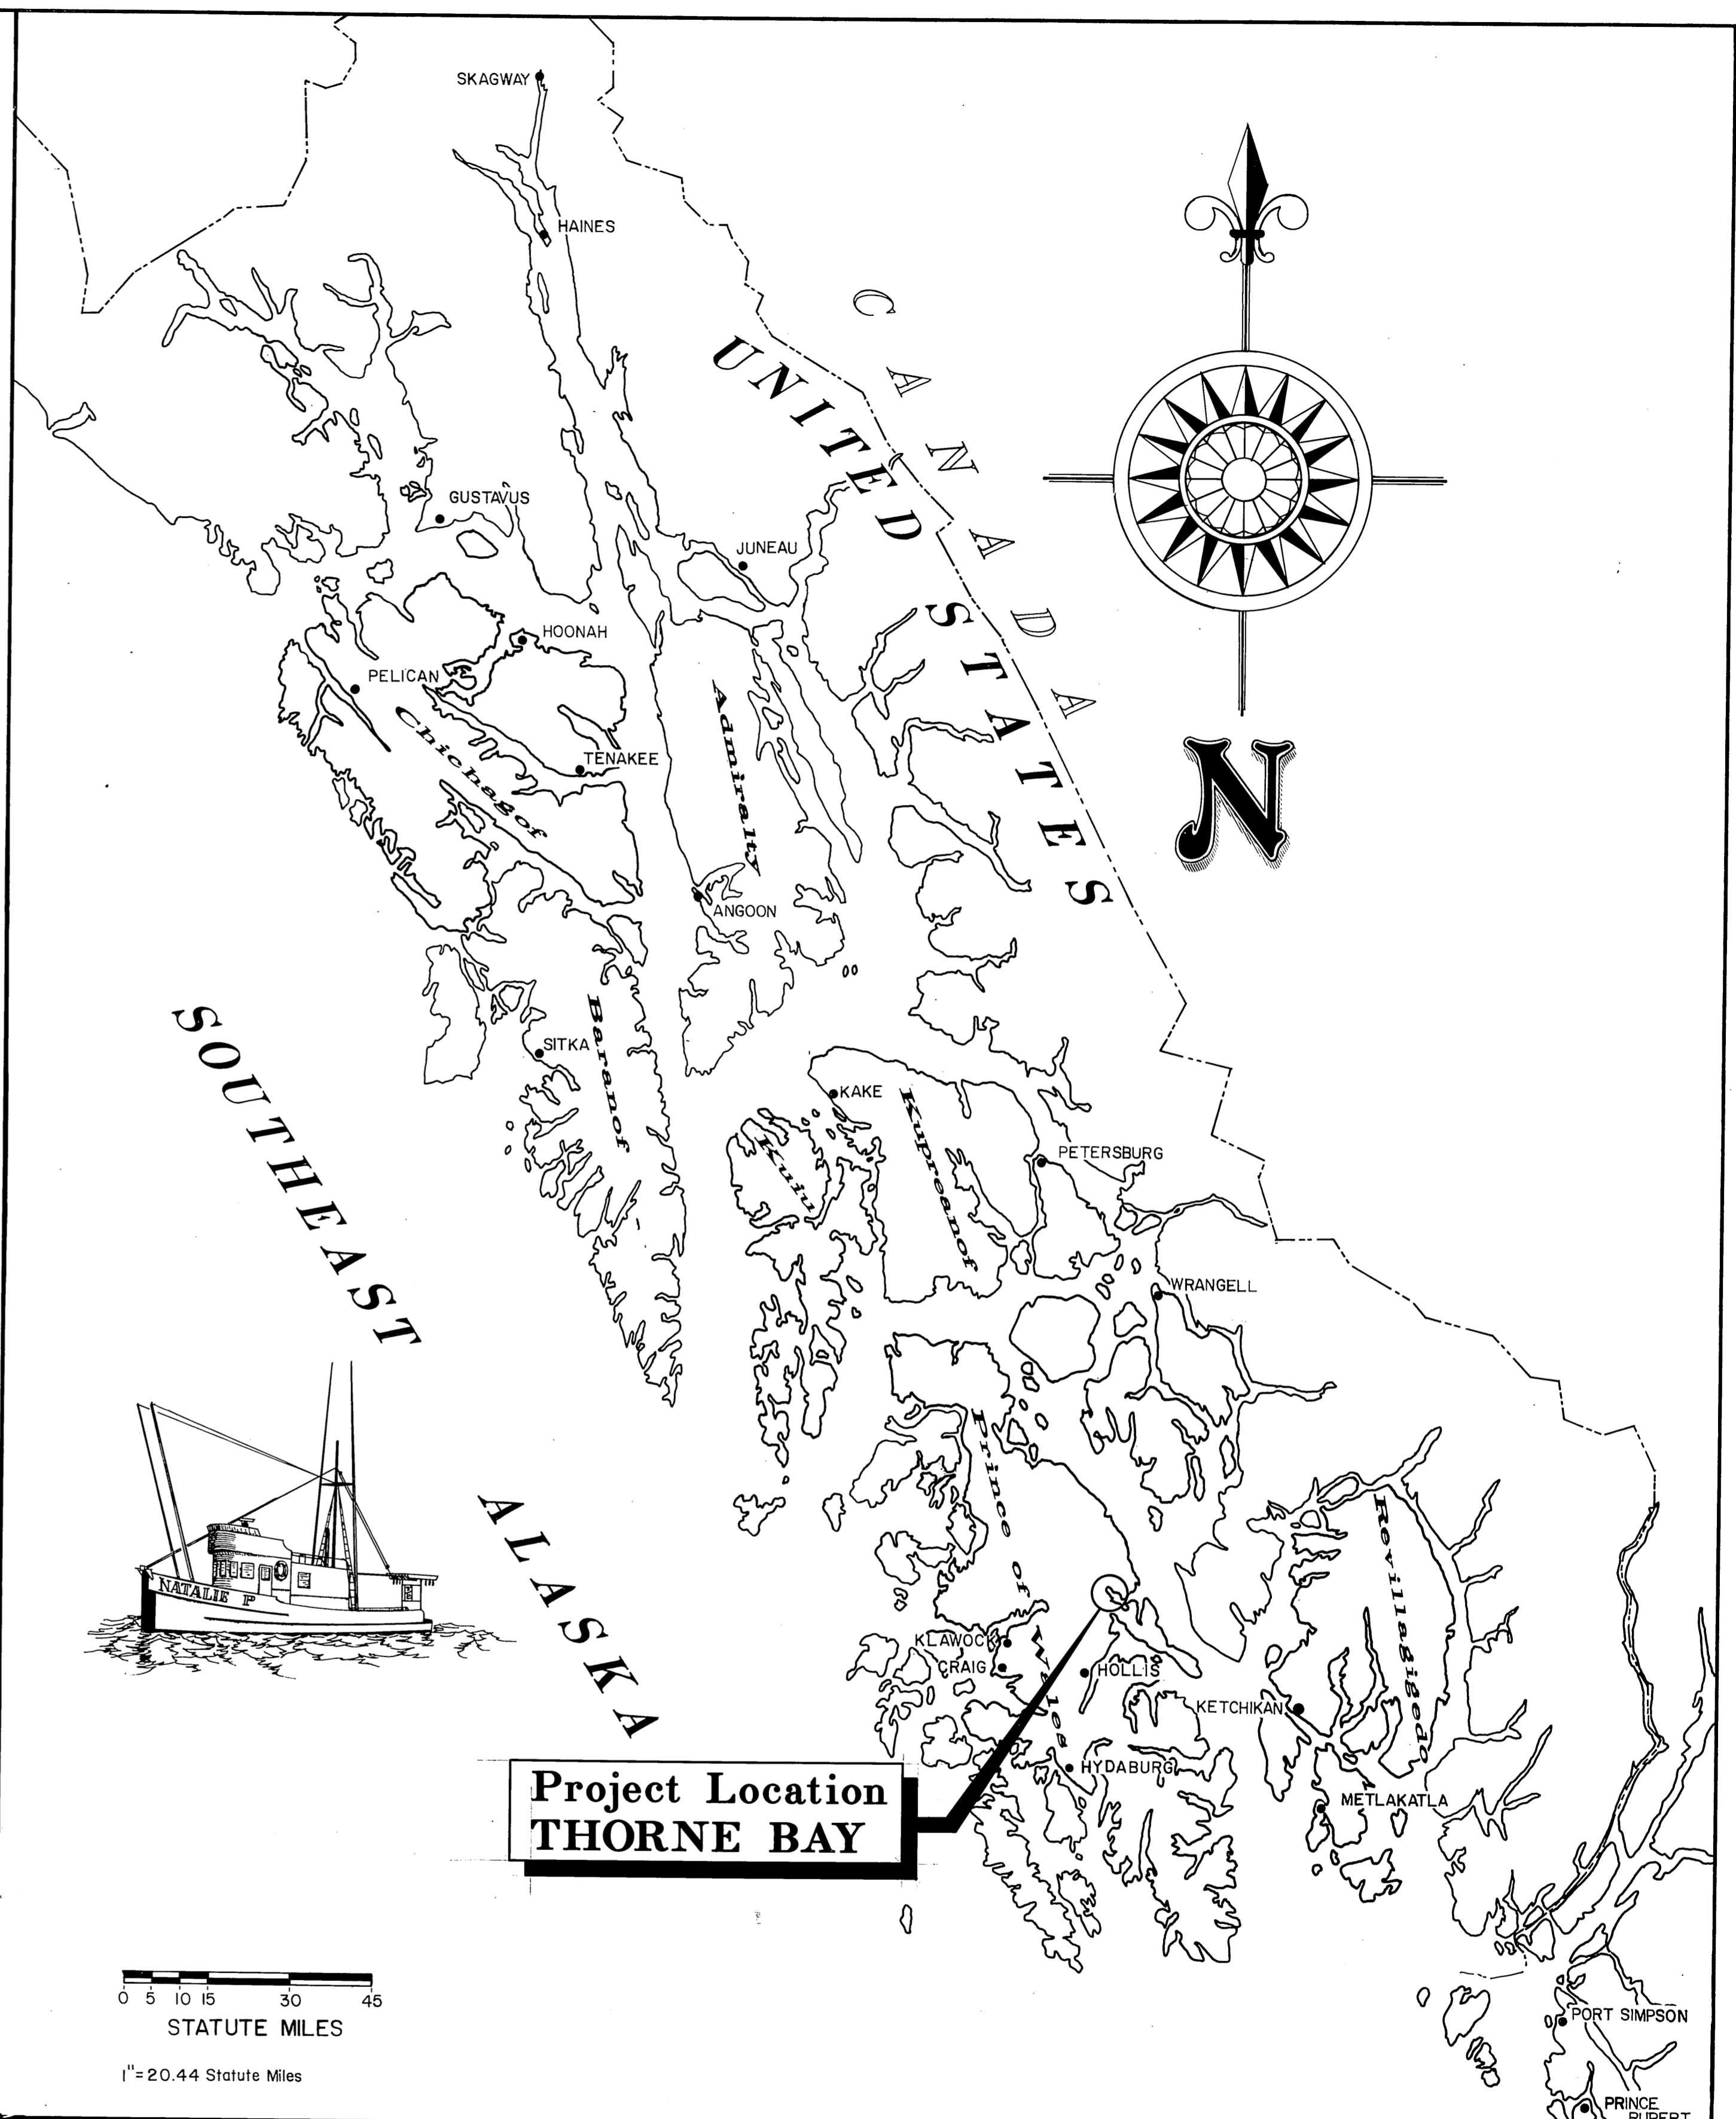 SKAGWAY
HAINES
CANADA
UNITED STATES
GUSTAVUS
JUNEAU
HOONAH
PELICAN
N
Chichagof
Admiralty
TENAKEE
ANGOON
SOUTHEAST
Baranof
SITKA
KAKE
Kupreanof
Kuiu
PETERSBURG
WRANGELL
Prince of Wales
ALASKA
Revillagigedo
NATALIE P
KLAWOCK
CRAIG
HOLLIS
KETCHIKAN
HYDABURG
METLAKATLA
Project Location
THORNE BAY
0 5 10 15 30 45
STATUTE MILES
1"=20.44 Statute Miles
PORT SIMPSON
PRINCE
RUPERT